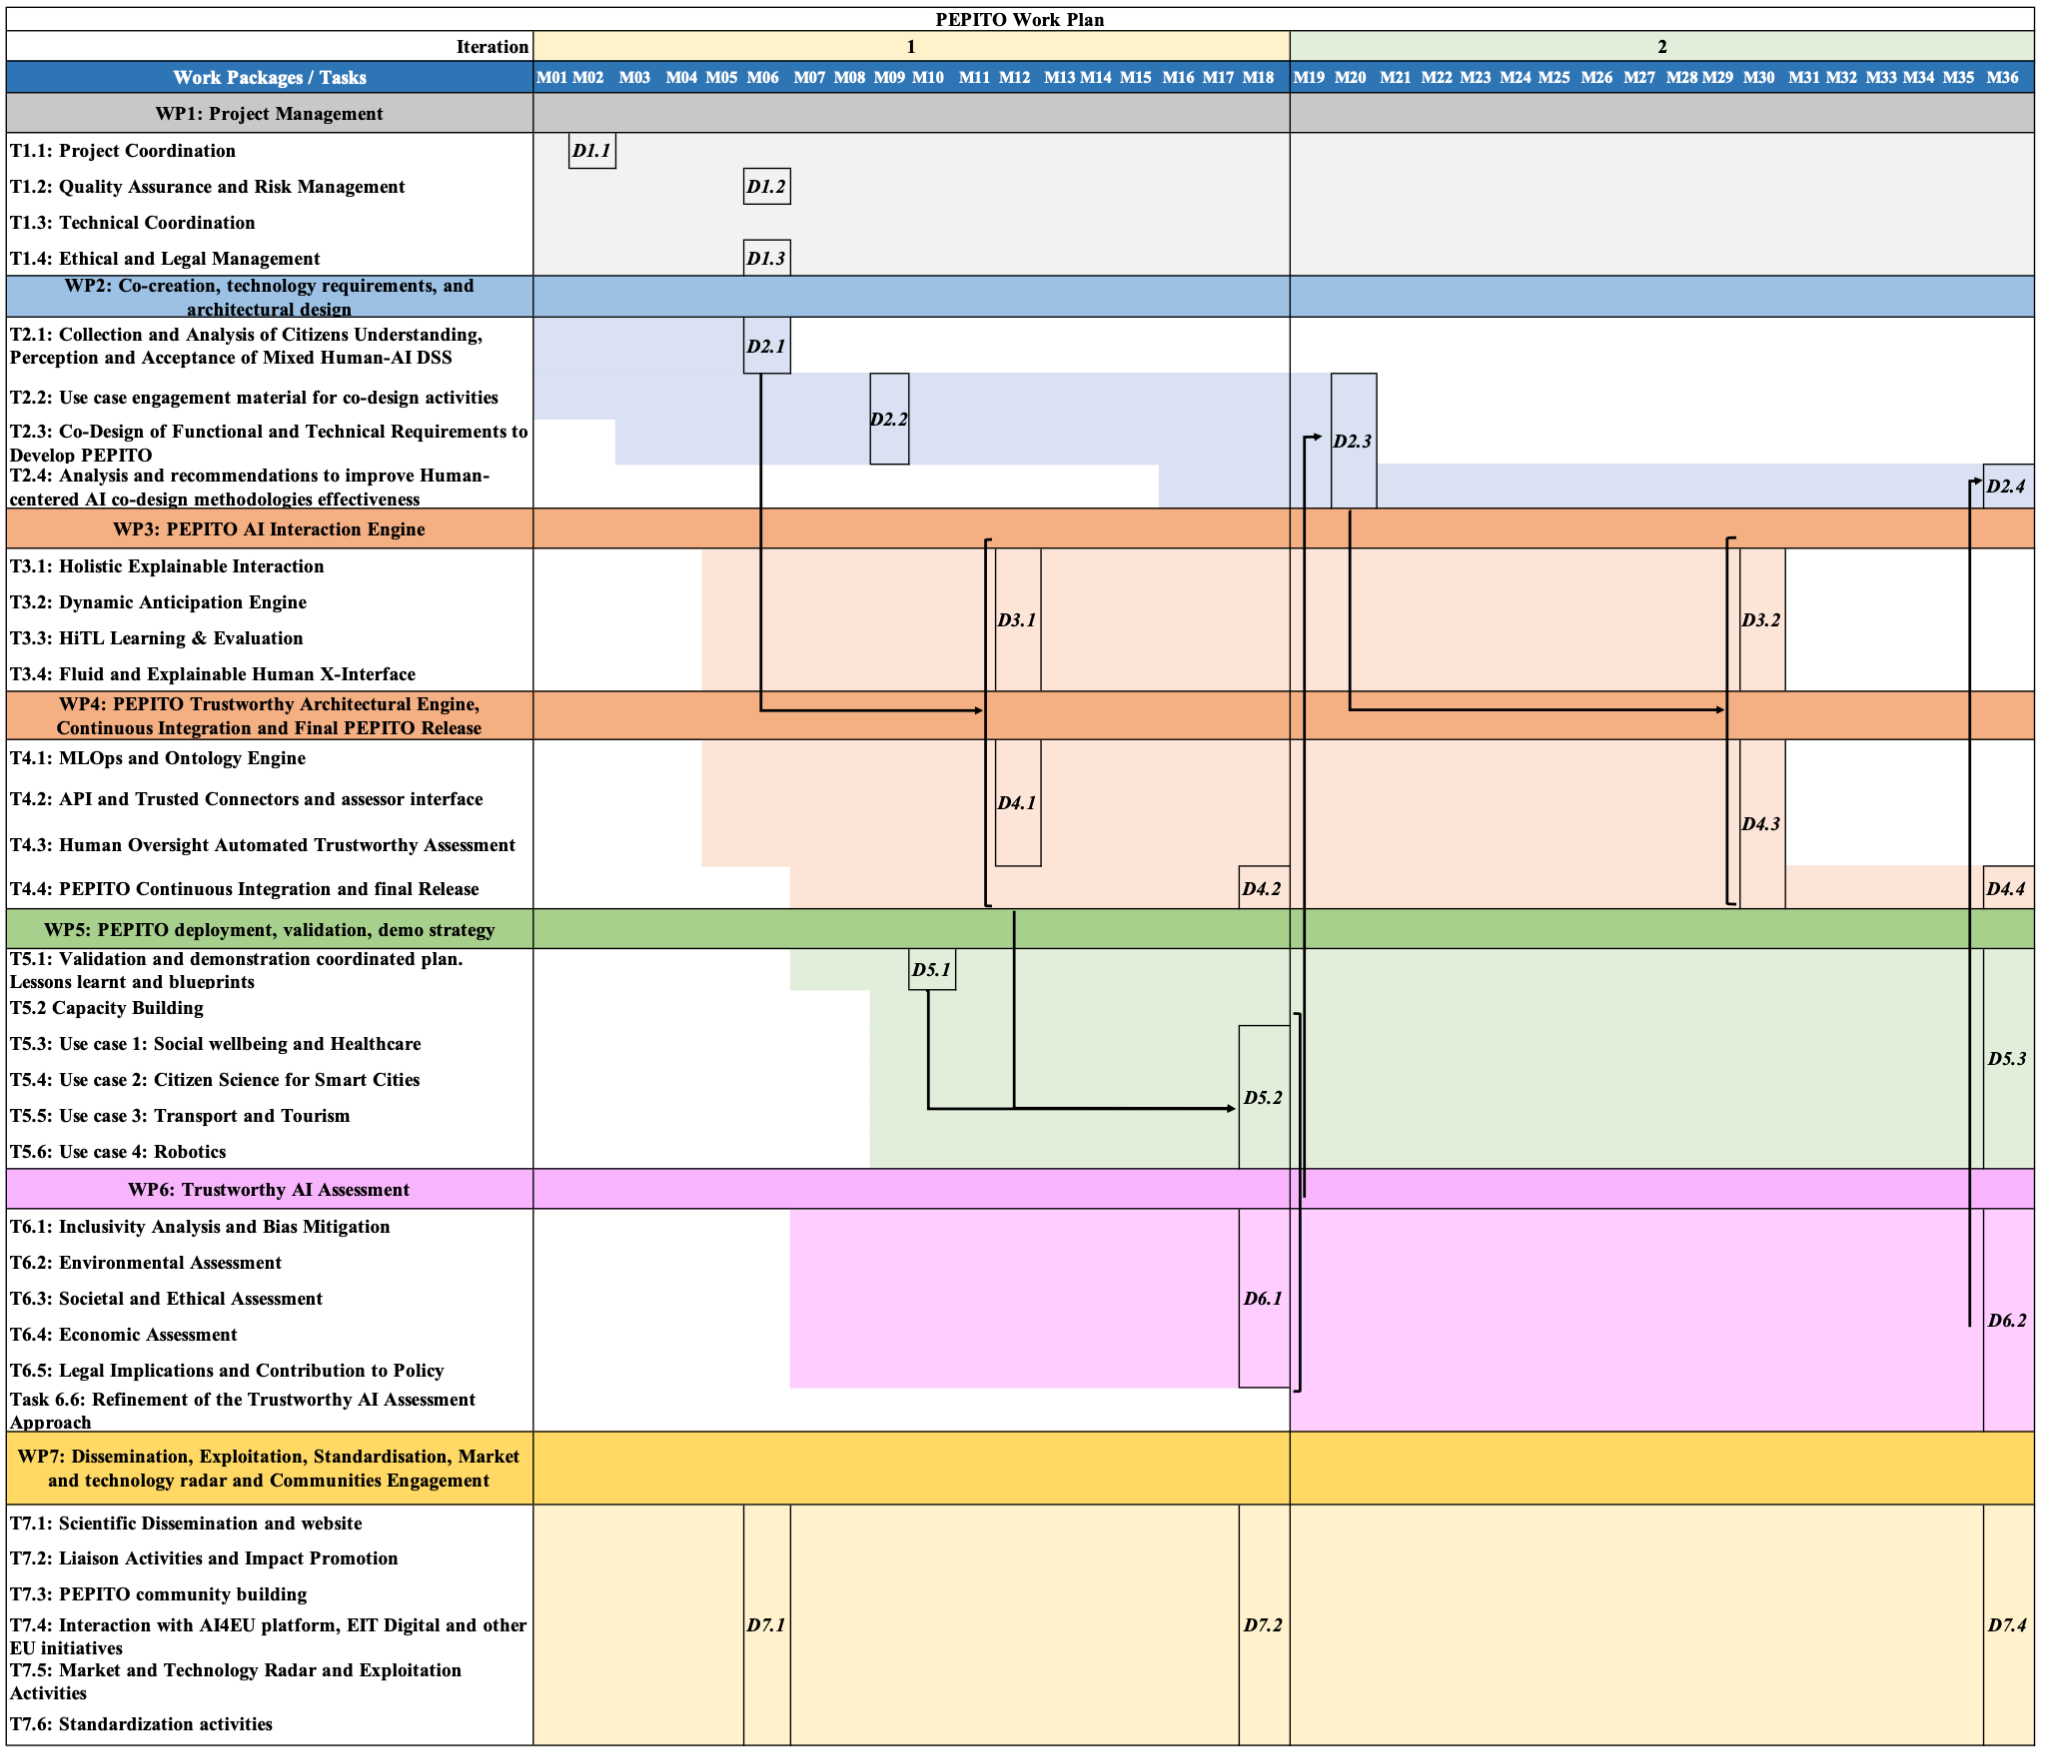 PEPITO Work Plan
Iteration 1 2
Work Packages / Tasks M01 M02 M03 M04 M05 M06 M07 M08 M09 M10 M11 M12 M13 M14 M15 M16 M17 M18 M19 M20 M21 M22 M23 M24 M25 M26 M27 M28 M29 M30 M31 M32 M33 M34 M35 M36
WP1: Project Management
T1.1: Project Coordination D1.1
T1.2: Quality Assurance and Risk Management D1.2
T1.3: Technical Coordination
T1.4: Ethical and Legal Management D1.3
WP2: Co-creation, technology requirements, and
architectural design
T2.1: Collection and Analysis of Citizens Understanding,
Perception and Acceptance of Mixed Human-AI DSS
D2.1
T2.2: Use case engagement material for co-design activities
D2.2
T2.3: Co-Design of Functional and Technical Requirements to
Develop PEPITO
D2.3
T2.4: Analysis and recommendations to improve Human-
centered AI co-design methodologies effectiveness
D2.4
WP3: PEPITO AI Interaction Engine
T3.1: Holistic Explainable Interaction
T3.2: Dynamic Anticipation Engine
D3.1 D3.2
T3.3: HiTL Learning & Evaluation
T3.4: Fluid and Explainable Human X-Interface
WP4: PEPITO Trustworthy Architectural Engine,
Continuous Integration and Final PEPITO Release
T4.1: MLOps and Ontology Engine
T4.2: API and Trusted Connectors and assessor interface D4.1
D4.3
T4.3: Human Oversight Automated Trustworthy Assessment
T4.4: PEPITO Continuous Integration and final Release D4.2 D4.4
WP5: PEPITO deployment, validation, demo strategy
T5.1: Validation and demonstration coordinated plan.
Lessons learnt and blueprints
D5.1
T5.2 Capacity Building
T5.3: Use case 1: Social wellbeing and Healthcare
D5.3
T5.4: Use case 2: Citizen Science for Smart Cities
D5.2
T5.5: Use case 3: Transport and Tourism
T5.6: Use case 4: Robotics
WP6: Trustworthy AI Assessment
T6.1: Inclusivity Analysis and Bias Mitigation
T6.2: Environmental Assessment
T6.3: Societal and Ethical Assessment D6.1
D6.2
T6.4: Economic Assessment
T6.5: Legal Implications and Contribution to Policy
Task 6.6: Refinement of the Trustworthy AI Assessment
Approach
WP7: Dissemination, Exploitation, Standardisation, Market
and technology radar and Communities Engagement
T7.1: Scientific Dissemination and website
T7.2: Liaison Activities and Impact Promotion
T7.3: PEPITO community building
T7.4: Interaction with AI4EU platform, EIT Digital and other
EU initiatives
D7.1 D7.2 D7.4
T7.5: Market and Technology Radar and Exploitation
Activities
T7.6: Standardization activities